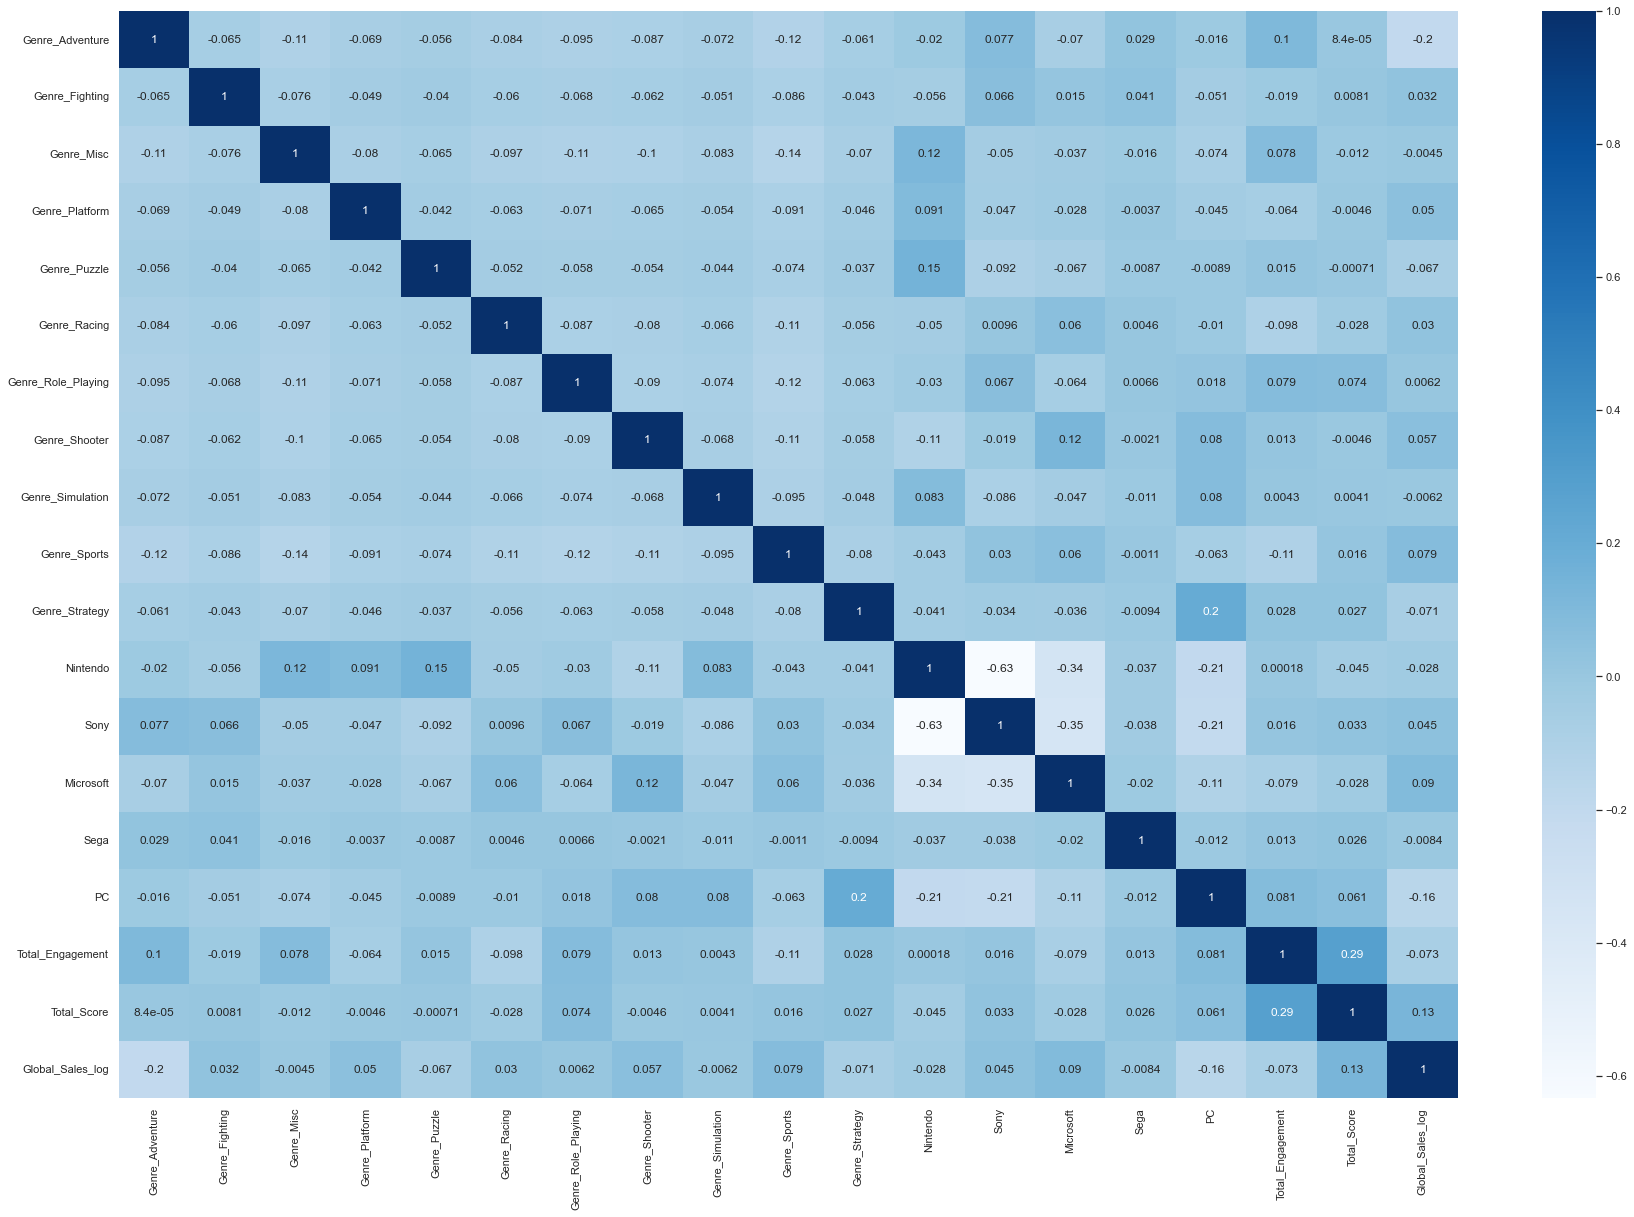 Genre_Adventure 1 -0.065 -0.11 -0.069 -0.056 -0.084 -0.095 -0.087 -0.072 -0.12 -0.061 -0.02 0.077 -0.07 0.029 -0.016 0.1 8.4e-05 -0.2
Genre_Fighting -0.065 1 -0.076 -0.049 -0.04 -0.06 -0.068 -0.062 -0.051 -0.086 -0.043 -0.056 0.066 0.015 0.041 -0.051 -0.019 0.0081 0.032
Genre_Misc -0.11 -0.076 1 -0.08 -0.065 -0.097 -0.11 -0.1 -0.083 -0.14 -0.07 0.12 -0.05 -0.037 -0.016 -0.074 0.078 -0.012 -0.0045
Genre_Platform -0.069 -0.049 -0.08 1 -0.042 -0.063 -0.071 -0.065 -0.054 -0.091 -0.046 0.091 -0.047 -0.028 -0.0037 -0.045 -0.064 -0.0046 0.05
Genre_Puzzle -0.056 -0.04 -0.065 -0.042 1 -0.052 -0.058 -0.054 -0.044 -0.074 -0.037 0.15 -0.092 -0.067 -0.0087 -0.0089 0.015 -0.00071 -0.067
Genre_Racing -0.084 -0.06 -0.097 -0.063 -0.052 1 -0.087 -0.08 -0.066 -0.11 -0.056 -0.05 0.0096 0.06 0.0046 -0.01 -0.098 -0.028 0.03
Genre_Role_Playing -0.095 -0.068 -0.11 -0.071 -0.058 -0.087 1 -0.09 -0.074 -0.12 -0.063 -0.03 0.067 -0.064 0.0066 0.018 0.079 0.074 0.0062
Genre_Shooter -0.087 -0.062 -0.1 -0.065 -0.054 -0.08 -0.09 1 -0.068 -0.11 -0.058 -0.11 -0.019 0.12 -0.0021 0.08 0.013 -0.0046 0.057
Genre_Simulation -0.072 -0.051 -0.083 -0.054 -0.044 -0.066 -0.074 -0.068 1 -0.095 -0.048 0.083 -0.086 -0.047 -0.011 0.08 0.0043 0.0041 -0.0062
Genre_Sports -0.12 -0.086 -0.14 -0.091 -0.074 -0.11 -0.12 -0.11 -0.095 1 -0.08 -0.043 0.03 0.06 -0.0011 -0.063 -0.11 0.016 0.079
Genre_Strategy -0.061 -0.043 -0.07 -0.046 -0.037 -0.056 -0.063 -0.058 -0.048 -0.08 1 -0.041 -0.034 -0.036 -0.0094 0.2 0.028 0.027 -0.071
Nintendo -0.02 -0.056 0.12 0.091 0.15 -0.05 -0.03 -0.11 0.083 -0.043 -0.041 1 -0.63 -0.34 -0.037 -0.21 0.00018 -0.045 -0.028
Sony 0.077 0.066 -0.05 -0.047 -0.092 0.0096 0.067 -0.019 -0.086 0.03 -0.034 -0.63 1 -0.35 -0.038 -0.21 0.016 0.033 0.045
Microsoft -0.07 0.015 -0.037 -0.028 -0.067 0.06 -0.064 0.12 -0.047 0.06 -0.036 -0.34 -0.35 1 -0.02 -0.11 -0.079 -0.028 0.09
Sega 0.029 0.041 -0.016 -0.0037 -0.0087 0.0046 0.0066 -0.0021 -0.011 -0.0011 -0.0094 -0.037 -0.038 -0.02 1 -0.012 0.013 0.026 -0.0084
PC -0.016 -0.051 -0.074 -0.045 -0.0089 -0.01 0.018 0.08 0.08 -0.063 0.2 -0.21 -0.21 -0.11 -0.012 1 0.081 0.061 -0.16
Total_Engagement 0.1 -0.019 0.078 -0.064 0.015 -0.098 0.079 0.013 0.0043 -0.11 0.028 0.00018 0.016 -0.079 0.013 0.081 1 0.29 -0.073
Total_Score 8.4e-05 0.0081 -0.012 -0.0046 -0.00071 -0.028 0.074 -0.0046 0.0041 0.016 0.027 -0.045 0.033 -0.028 0.026 0.061 0.29 1 0.13
Global_Sales_log -0.2 0.032 -0.0045 0.05 -0.067 0.03 0.0062 0.057 -0.0062 0.079 -0.071 -0.028 0.045 0.09 -0.0084 -0.16 -0.073 0.13 1
Genre_Adventure
Genre_Fighting
Genre_Misc
Genre_Platform
Genre_Puzzle
Genre_Racing
Genre_Role_Playing
Genre_Shooter
Genre_Simulation
Genre_Sports
Genre_Strategy
Nintendo
Sony
Microsoft
Sega
PC
Total_Engagement
Total_Score
Global_Sales_log
1.0
0.8
0.6
0.4
0.2
0.0
−0.2
−0.4
−0.6